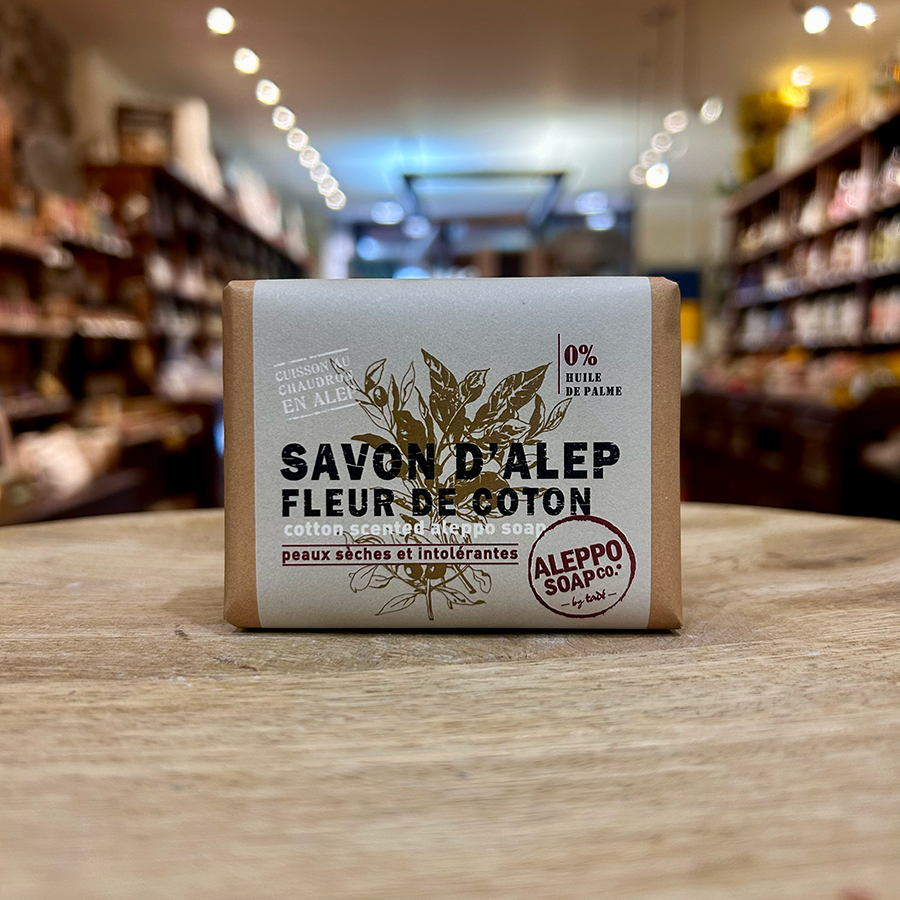 CUISSON AU
CHAUDRON
EN ALEP
0%
HUILE
DE PALME
SAVON D'ALEP
FLEUR DE COTON
cotton scented aleppo soap
peaux sèches et intolérantes
ALEPPO
SOAP CO.®
by tadé